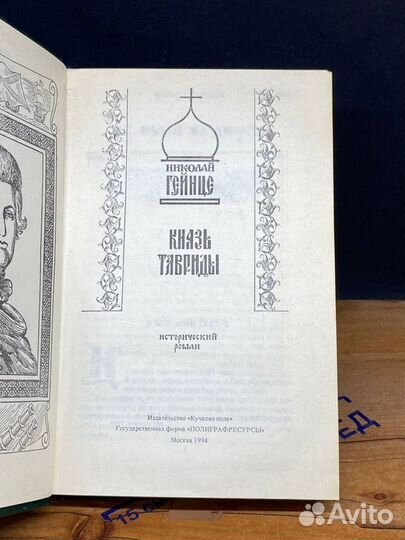 НИКОЛАЙ
ГЕЙНЦЕ
КНЯЗЬ
ТАВРИДЫ
ИСТОРИЧЕСКИЙ
РОМАН
Издательство «Кучково поле»
Государственная фирма «ПОЛИГРАФРЕСУРСЫ»
Москва 1994
Avito